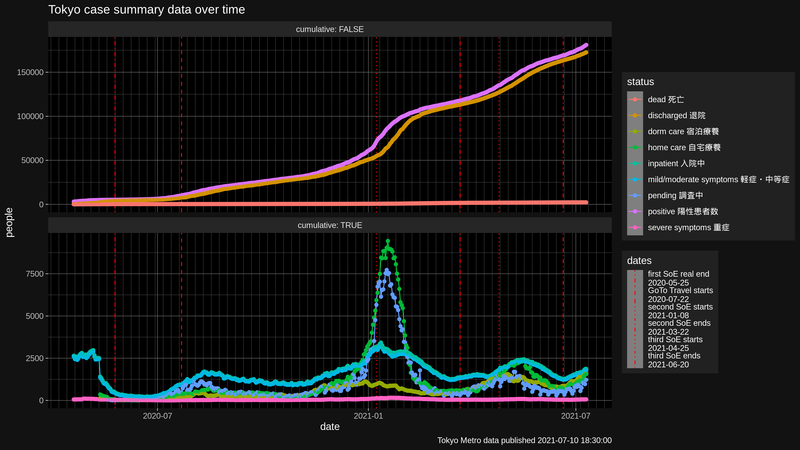 Tokyo case summary data over time
cumulative: FALSE
150000
100000
50000
0
cumulative: TRUE
7500
5000
2500
0
people
2020-07
2021-01
2021-07
date
Tokyo Metro data published 2021-07-10 18:30:00
status
dead 死亡
discharged 退院
dorm care 宿泊療養
home care 自宅療養
inpatient 入院中
mild/moderate symptoms 軽症・中等症
pending 調査中
positive 陽性患者数
severe symptoms 重症
dates
first SoE real end
2020-05-25
GoTo Travel starts
2020-07-22
second SoE starts
2021-01-08
second SoE ends
2021-03-22
third SoE starts
2021-04-25
third SoE ends
2021-06-20